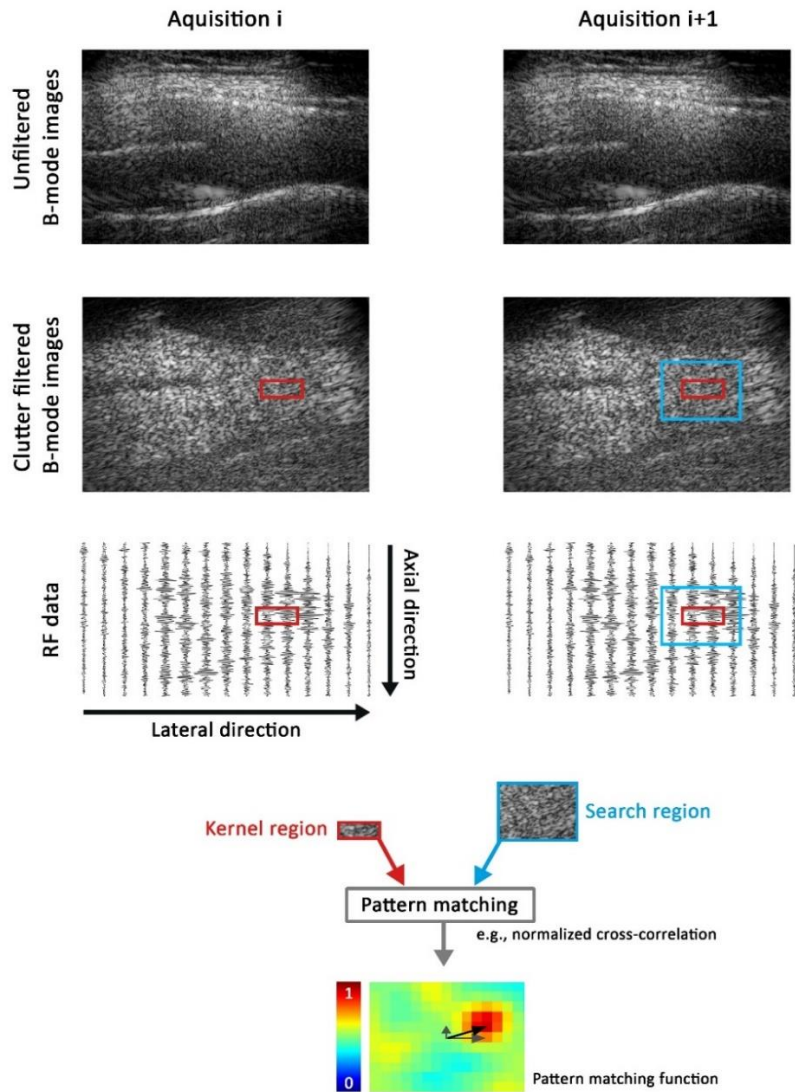 Aquisition i
Aquisition i+1
Unfiltered
B-mode images
Clutter filtered
B-mode images
RF data
Axial direction
Lateral direction
Kernel region
Search region
Pattern matching
e.g., normalized cross-correlation
1
0
Pattern matching function